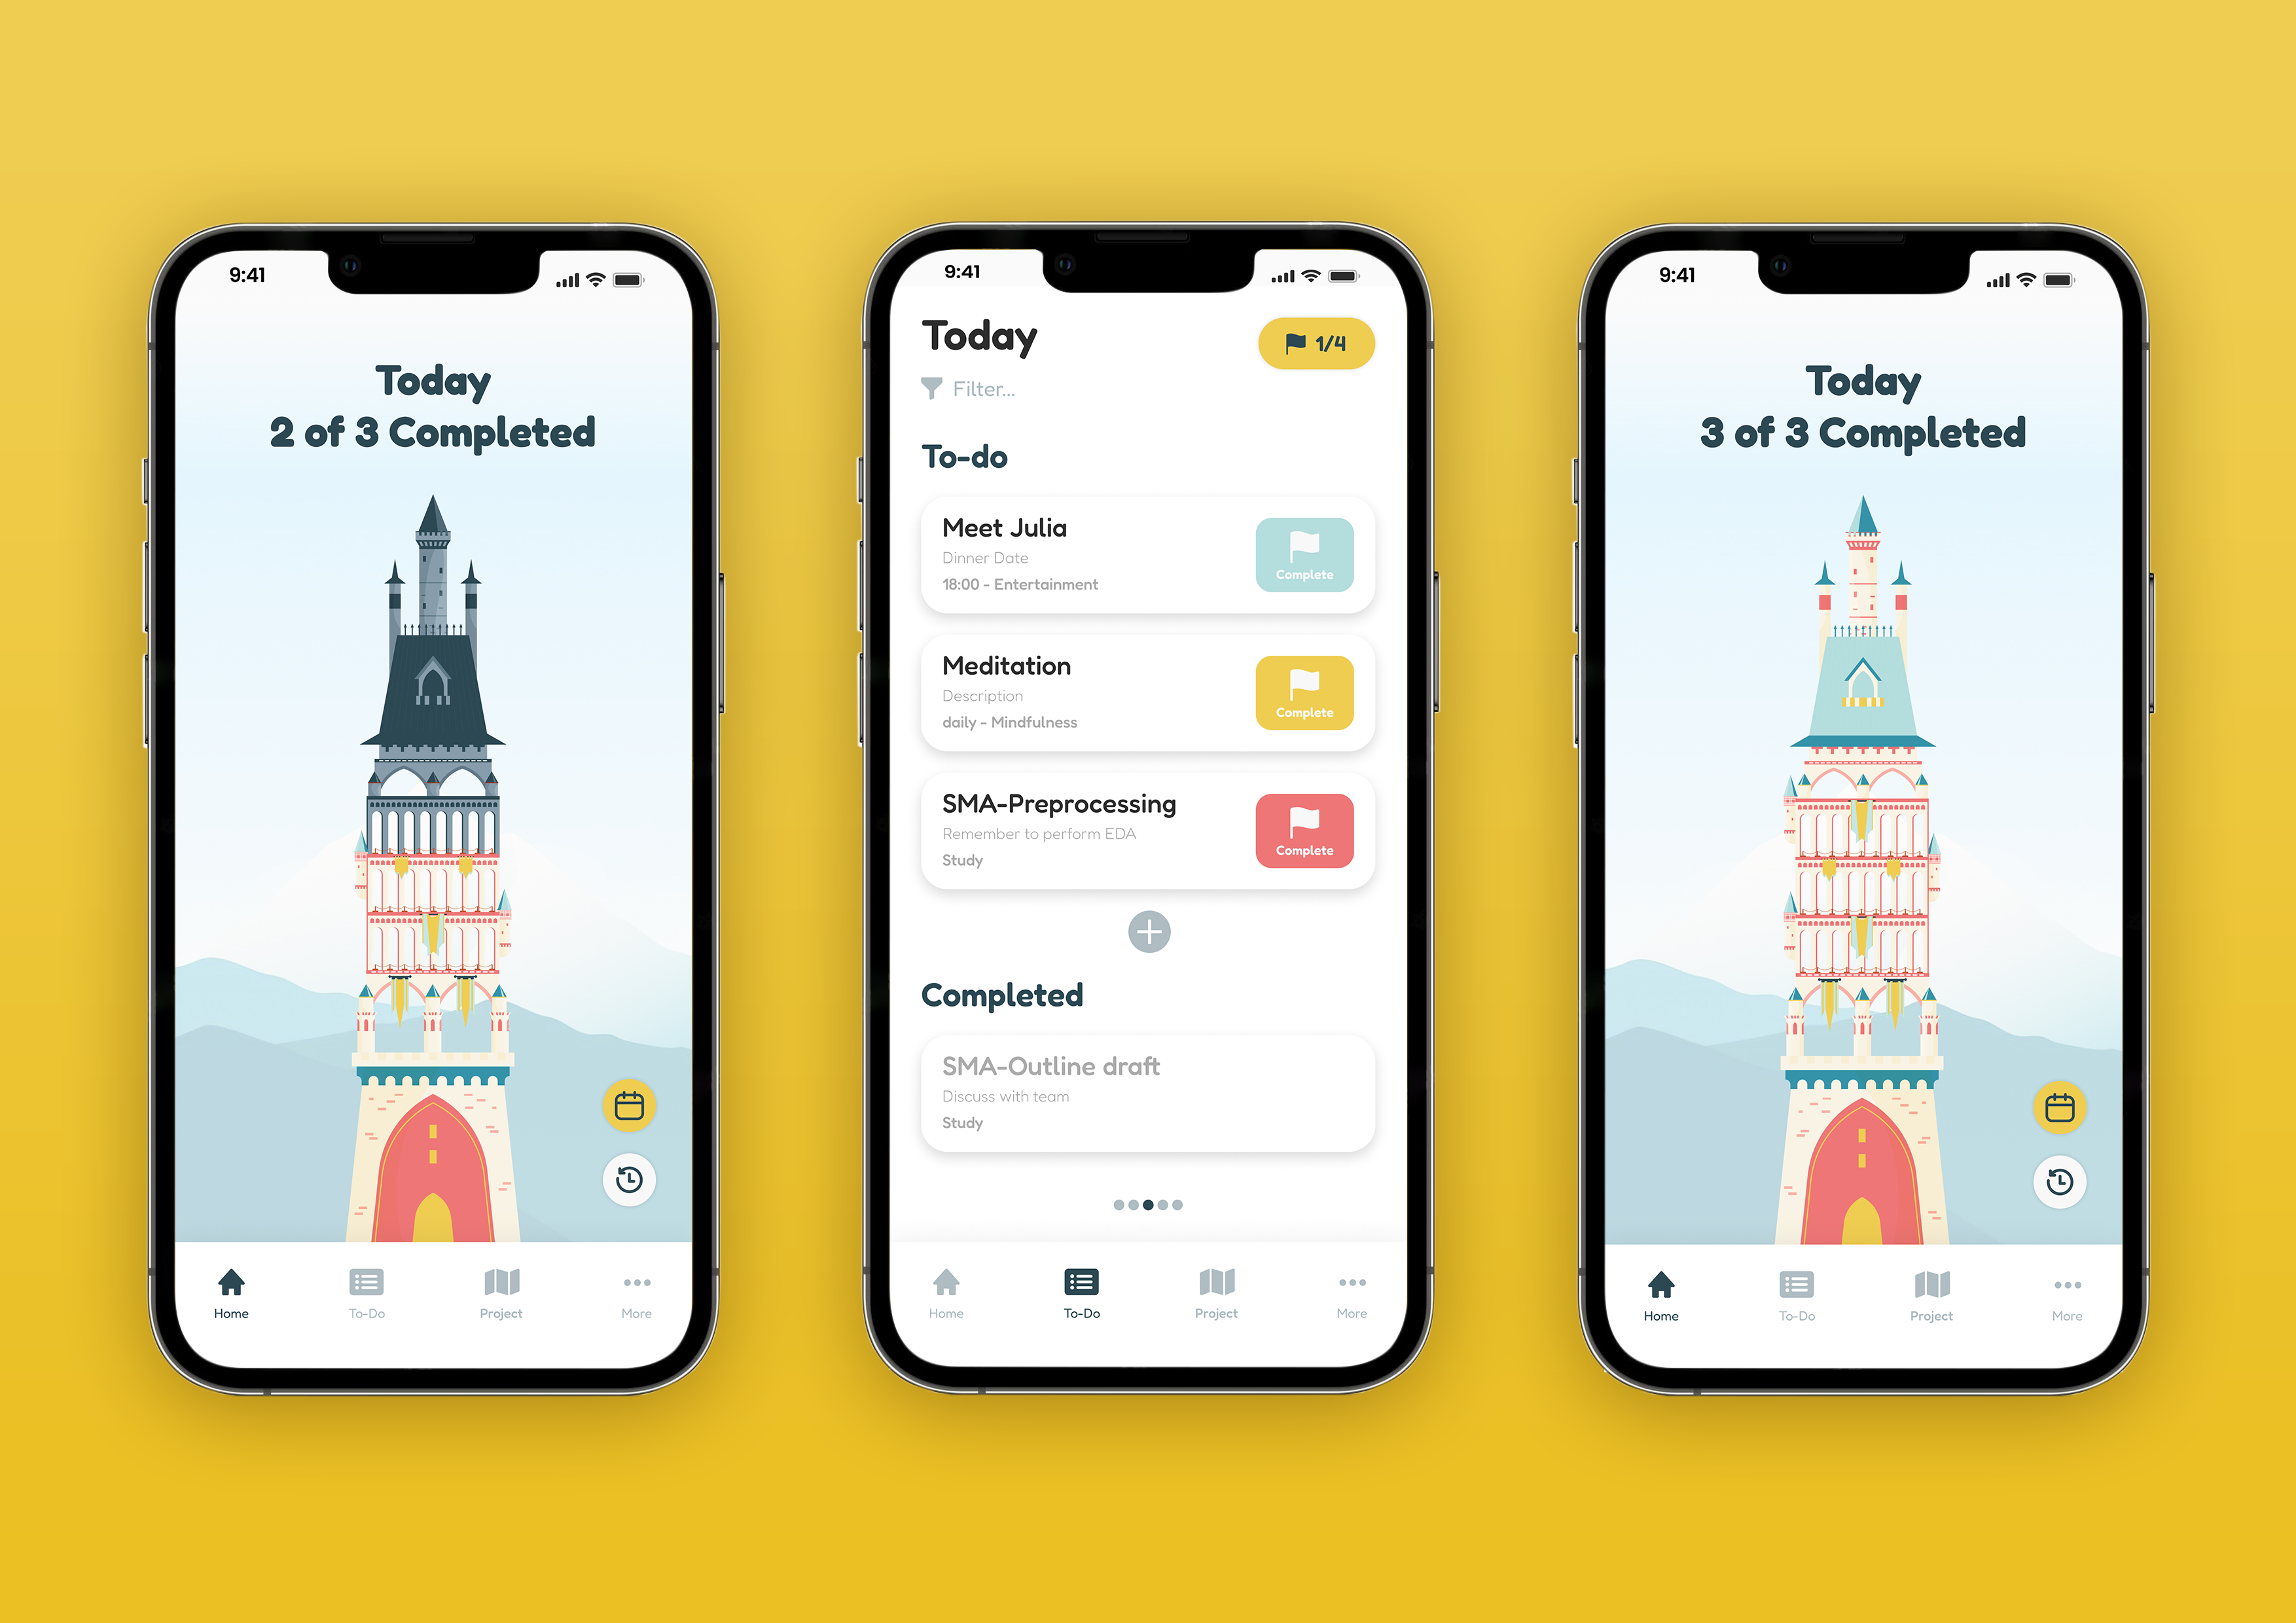 9:41
Today
2 of 3 Completed
Home
To-Do
Project
More
9:41
Today
1/4
Filter...
To-do
Meet Julia
Dinner Date
18:00 - Entertainment
Complete
Meditation
Description
daily - Mindfulness
Complete
SMA-Preprocessing
Remember to perform EDA
Study
Complete
Completed
SMA-Outline draft
Discuss with team
Study
Home
To-Do
Project
More
9:41
Today
3 of 3 Completed
Home
To-Do
Project
More